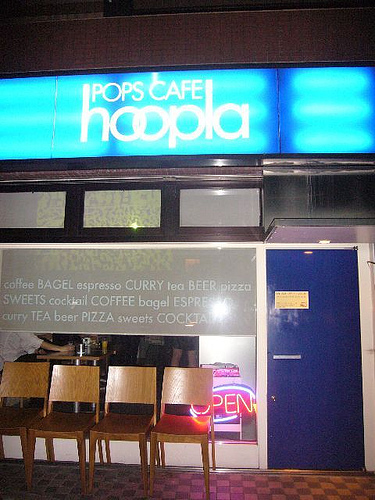 POPS CAFE
hoopla
coffee BAGEL espresso CURRY tea BEER pizza
SWEETS cocktail COFFEE bagel ESPRESSO
curry TEA beer PIZZA sweets COCKTA
OPEN